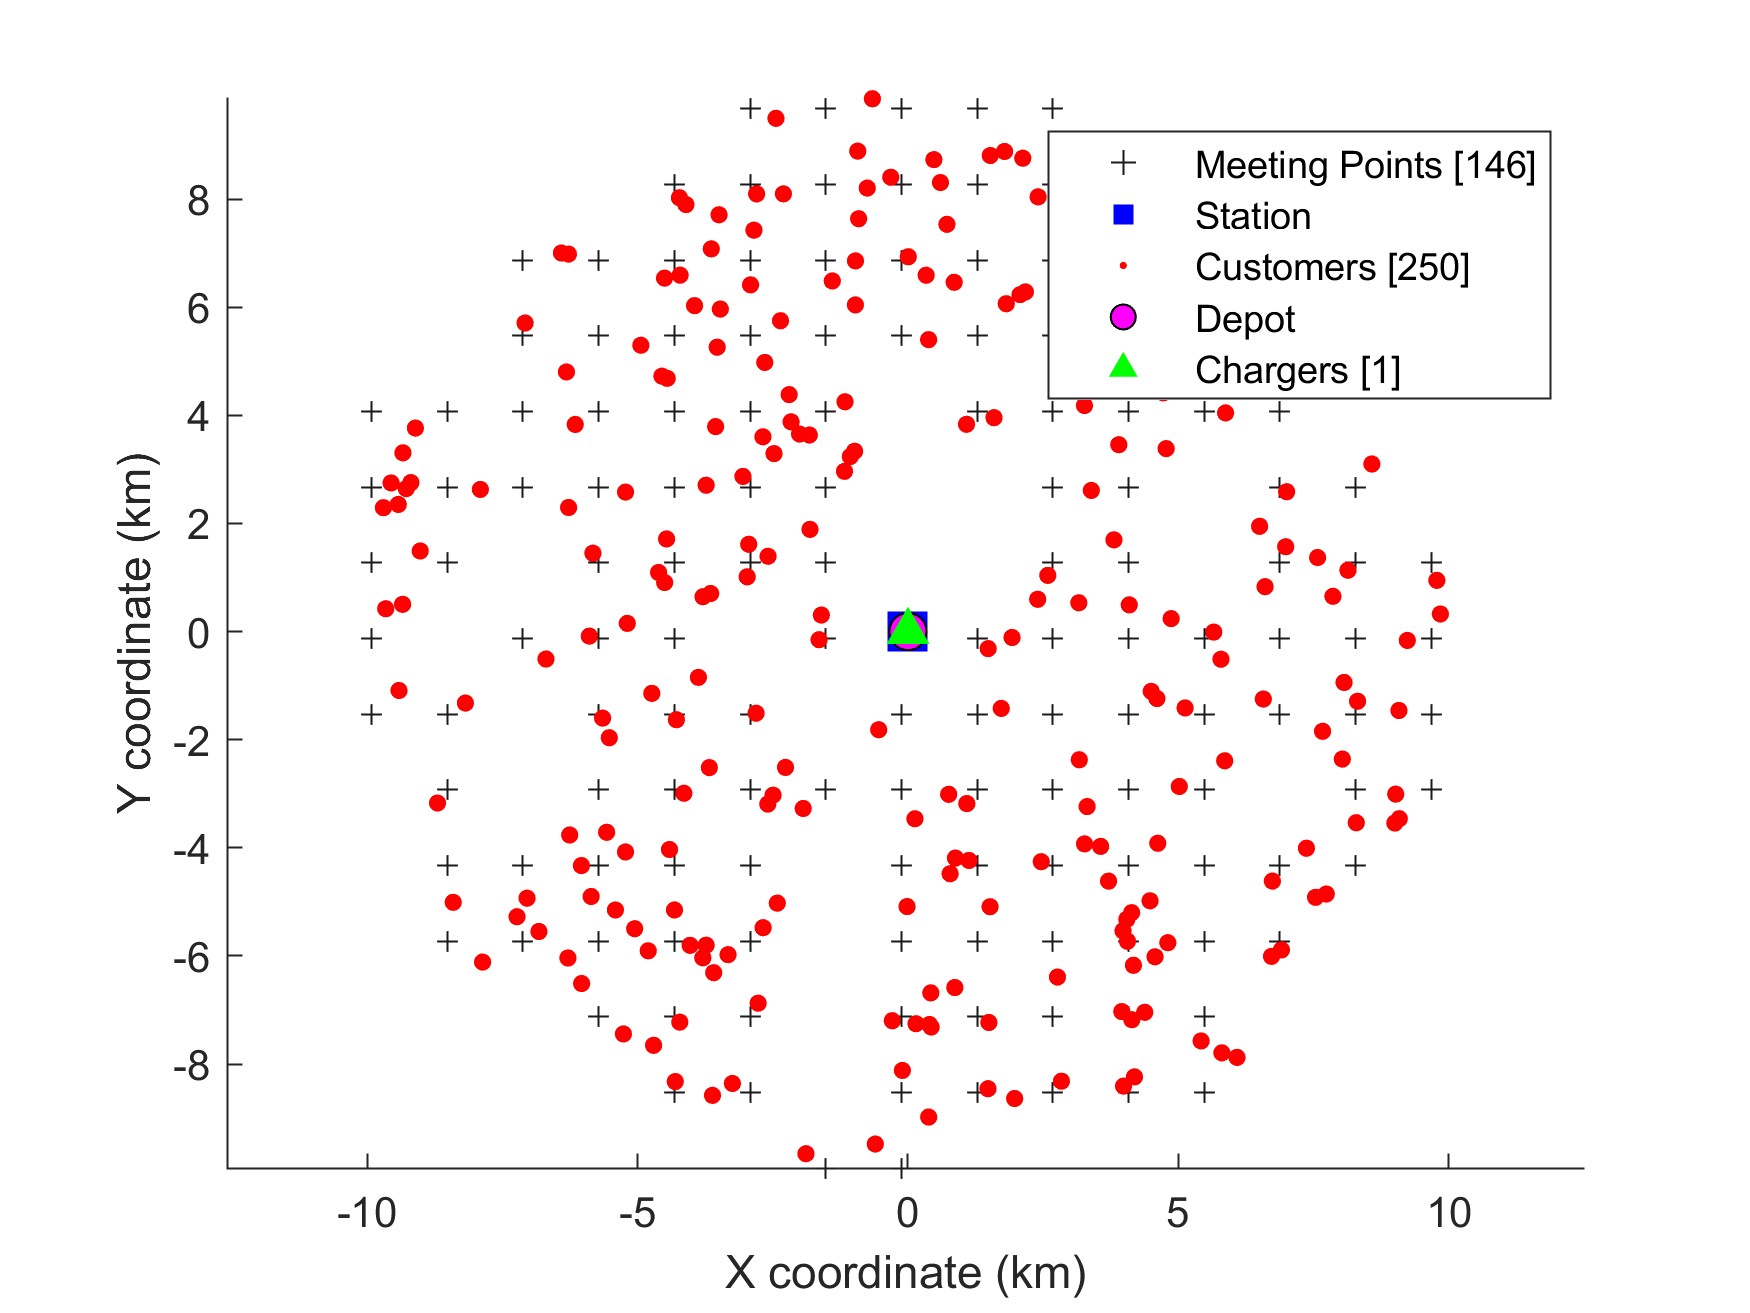 Meeting Points [146]
Station
Customers [250]
Depot
Chargers [1]
8
6
4
2
0
-2
-4
-6
-8
Y coordinate (km)
-10 -5 0 5 10
X coordinate (km)